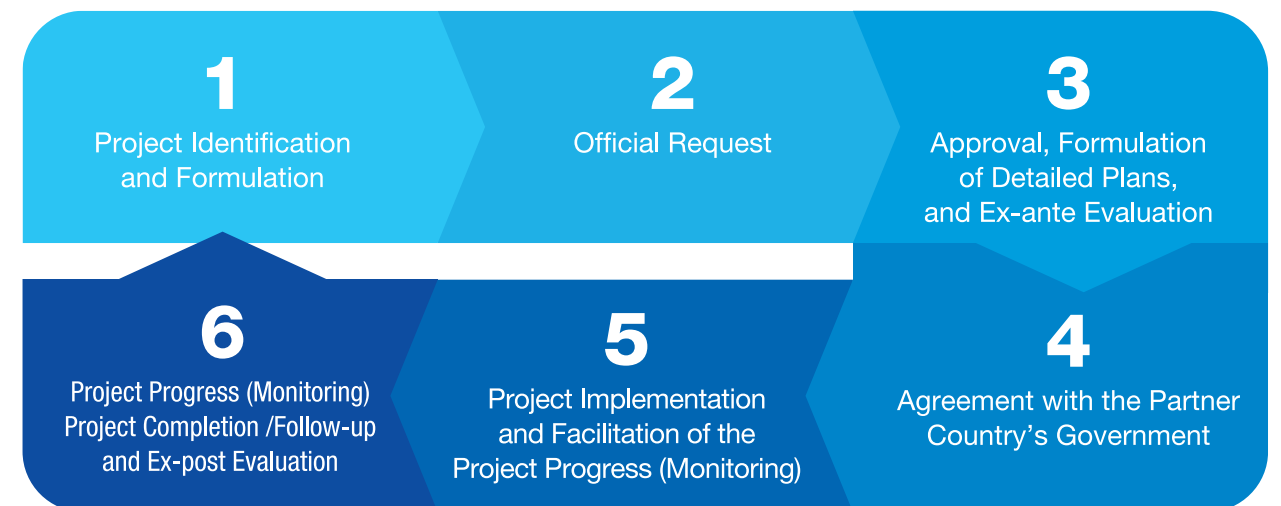 1
Project Identification
and Formulation
2
Official Request
3
Approval, Formulation
of Detailed Plans,
and Ex-ante Evaluation
4
Agreement with the Partner
Country's Government
5
Project Implementation
and Facilitation of the
Project Progress (Monitoring)
6
Project Progress (Monitoring)
Project Completion /Follow-up
and Ex-post Evaluation